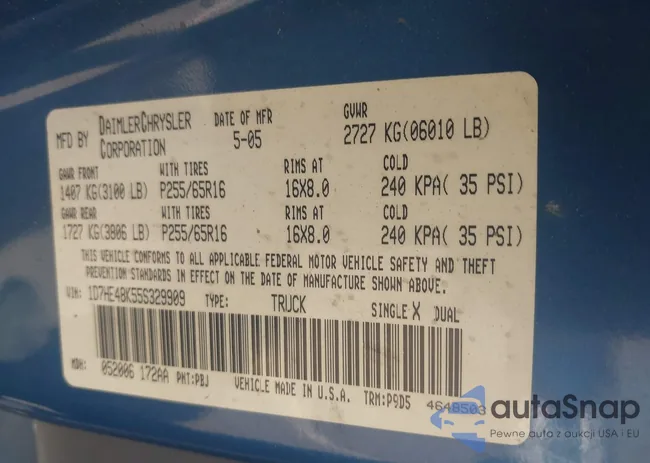 MFD BY DAIMLERCHRYSLER CORPORATION DATE OF MFR 5-05 GVWR 2727 KG(06010 LB)
GAWR FRONT WITH TIRES RIMS AT COLD
1407 KG(3100 LB) P255/65R16 16X8.0 240 KPA( 35 PSI)
GAWR REAR WITH TIRES RIMS AT COLD
1727 KG(3806 LB) P255/65R16 16X8.0 240 KPA( 35 PSI)
THIS VEHICLE CONFORMS TO ALL APPLICABLE FEDERAL MOTOR VEHICLE SAFETY AND THEFT
PREVENTION STANDARDS IN EFFECT ON THE DATE OF MANUFACTURE SHOWN ABOVE.
VIN: 1D7HE48K55S329909 TYPE: TRUCK SINGLE X DUAL
MDH: 052006 172AA PNT:PBJ VEHICLE MADE IN U.S.A. TRM:P9D5 4648503
autaSnap
Pewne auta z aukcji USA i EU